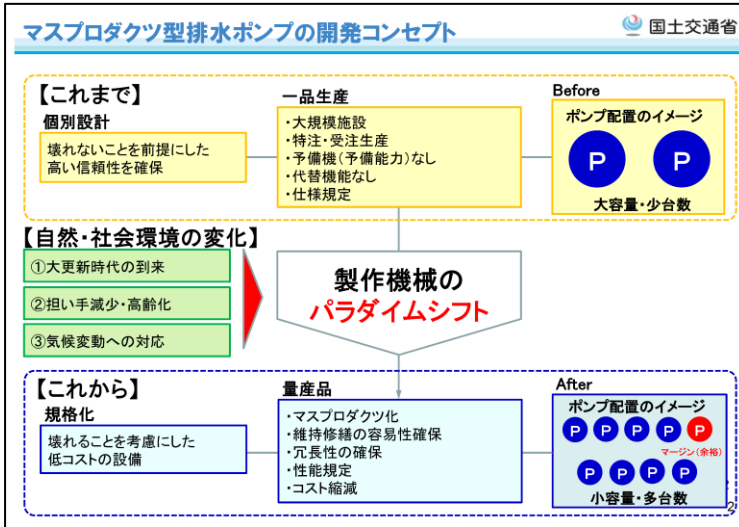 マスプロダクツ型排水ポンプの開発コンセプト
国土交通省
【これまで】
個別設計
壊れないことを前提にした
高い信頼性を確保
一品生産
・大規模施設
・特注・受注生産
・予備機(予備能力)なし
・代替機能なし
・仕様規定
Before
ポンプ配置のイメージ
P P
大容量・少台数
【自然・社会環境の変化】
①大更新時代の到来
②担い手減少・高齢化
③気候変動への対応
製作機械の
パラダイムシフト
【これから】
規格化
壊れることを考慮にした
低コストの設備
量産品
・マスプロダクツ化
・維持修繕の容易性確保
・冗長性の確保
・性能規定
・コスト縮減
After
ポンプ配置のイメージ
P P P P P
マージン(余裕)
P P P P
小容量・多台数
2